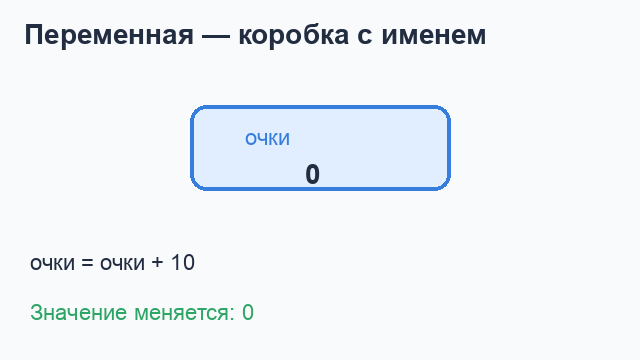 Переменная — коробка с именем
очки
0
очки = очки + 10
Значение меняется: 0